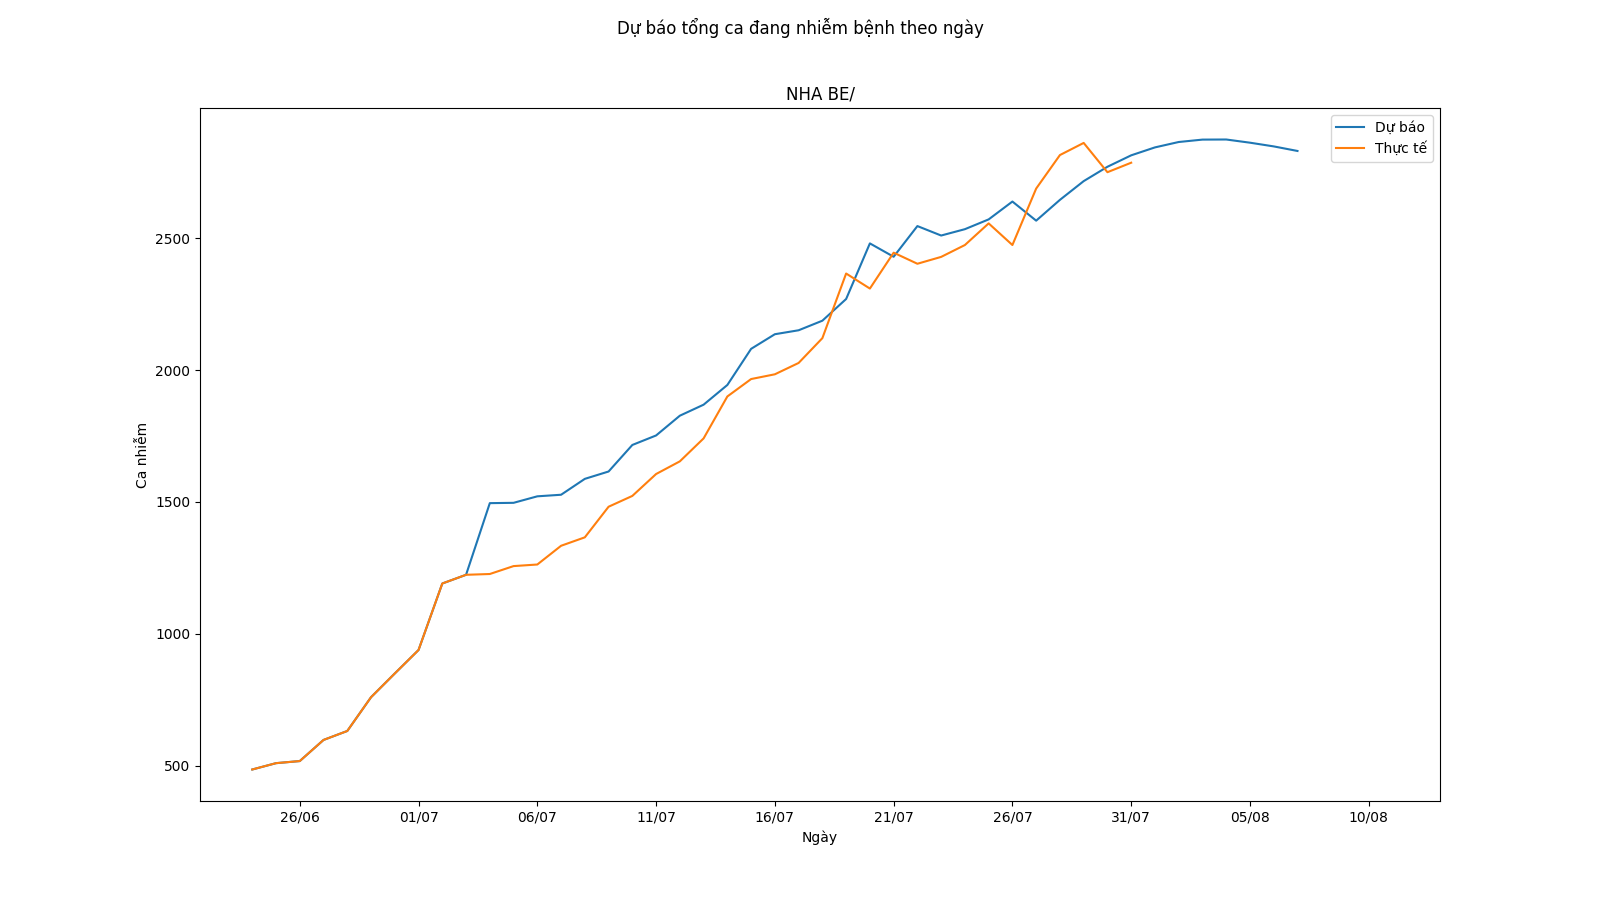 Dự báo tổng ca đang nhiễm bệnh theo ngày
NHA BE/
Dự báo
Thực tế
Ca nhiễm
2500
2000
1500
1000
500
26/06
01/07
06/07
11/07
16/07
21/07
26/07
31/07
05/08
10/08
Ngày